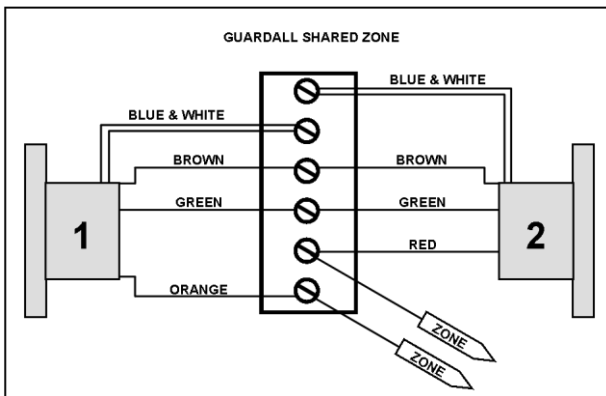 GUARDALL SHARED ZONE
BLUE & WHITE
BLUE & WHITE
BROWN
BROWN
GREEN
GREEN
1
2
RED
ORANGE
ZONE
ZONE